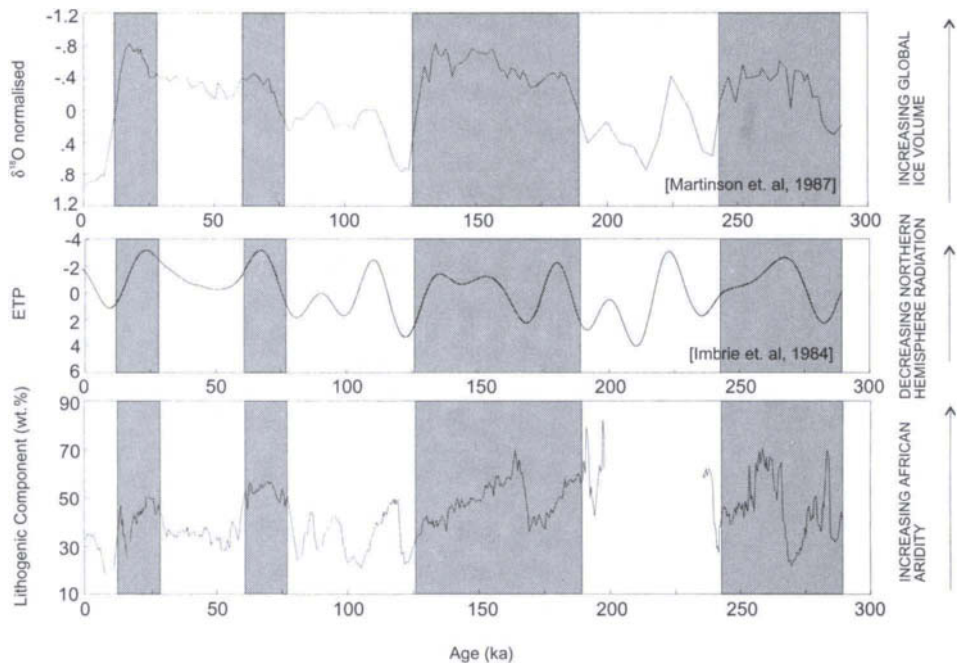 -1.2
-.8
-.4
0
.4
.8
1.2
δ¹⁸O normalised
[Martinson et. al, 1987]
0 50 100 150 200 250 300
INCREASING GLOBAL
ICE VOLUME
-4
-2
0
2
4
6
ETP
[Imbrie et. al, 1984]
0 50 100 150 200 250 300
DECREASING NORTHERN
HEMISPHERE RADIATION
90
70
50
30
10
Lithogenic Component (wt.%)
0 50 100 150 200 250 300
INCREASING AFRICAN
ARIDITY
Age (ka)